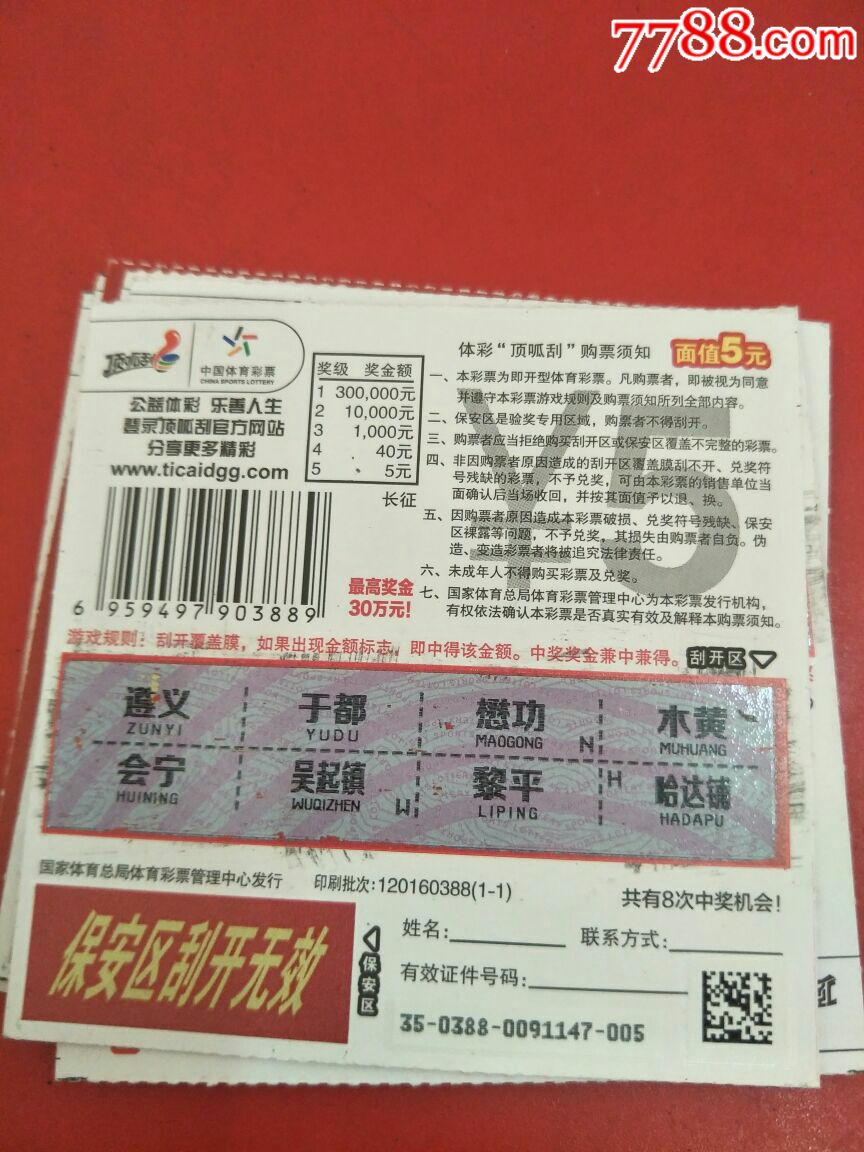 7788.com
顶呱刮
中国体育彩票
CHINA SPORTS LOTTERY
公益体彩 乐善人生
登录顶呱刮官方网站
分享更多精彩
www.ticaidgg.com
奖级 奖金额
1 300,000元
2 10,000元
3 1,000元
4 40元
5 5元
长征
6 959497 903889
最高奖金
30万元!
体彩“顶呱刮”购票须知
面值5元
¥5
一、本彩票为即开型体育彩票。凡购票者，即被视为同意
并遵守本彩票游戏规则及购票须知所列全部内容。
二、保安区是验奖专用区域，购票者不得刮开。
三、购票者应当拒绝购买刮开区或保安区覆盖不完整的彩票。
四、非因购票者原因造成的刮开区覆盖膜刮不开、兑奖符
号残缺的彩票，不予兑奖，可由本彩票的销售单位当
面确认后当场收回，并按其面值予以退、换。
五、因购票者原因造成本彩票破损、兑奖符号残缺、保安
区裸露等问题，不予兑奖，其损失由购票者自负。伪
造、变造彩票者将被追究法律责任。
六、未成年人不得购买彩票及兑奖。
七、国家体育总局体育彩票管理中心为本彩票发行机构，
有权依法确认本彩票是否真实有效及解释本购票须知。
游戏规则：刮开覆盖膜，如果出现金额标志，即中得该金额。中奖奖金兼中兼得。
刮开区
遵义 于都 懋功 木黄
ZUNYI YUDU MAOGONG N MUHUANG
会宁 吴起镇 黎平 H 哈达铺
HUINING WUQIZHEN W LIPING HADAPU
国家体育总局体育彩票管理中心发行 印刷批次:120160388(1-1)
共有8次中奖机会!
保安区刮开无效
保安区
姓名: 联系方式:
有效证件号码:
35-0388-0091147-005